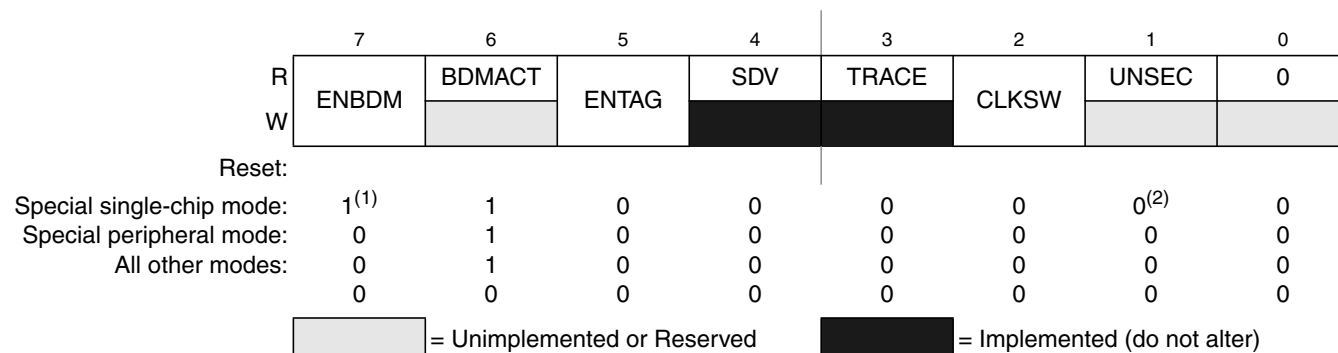 7 6 5 4 3 2 1 0
R ENBDM BDMACT ENTAG SDV TRACE CLKSW UNSEC 0
W
Reset:
Special single-chip mode: 1(1) 1 0 0 0 0 0(2) 0
Special peripheral mode: 0 1 0 0 0 0 0 0
All other modes: 0 1 0 0 0 0 0 0
0 0 0 0 0 0 0 0
= Unimplemented or Reserved = Implemented (do not alter)